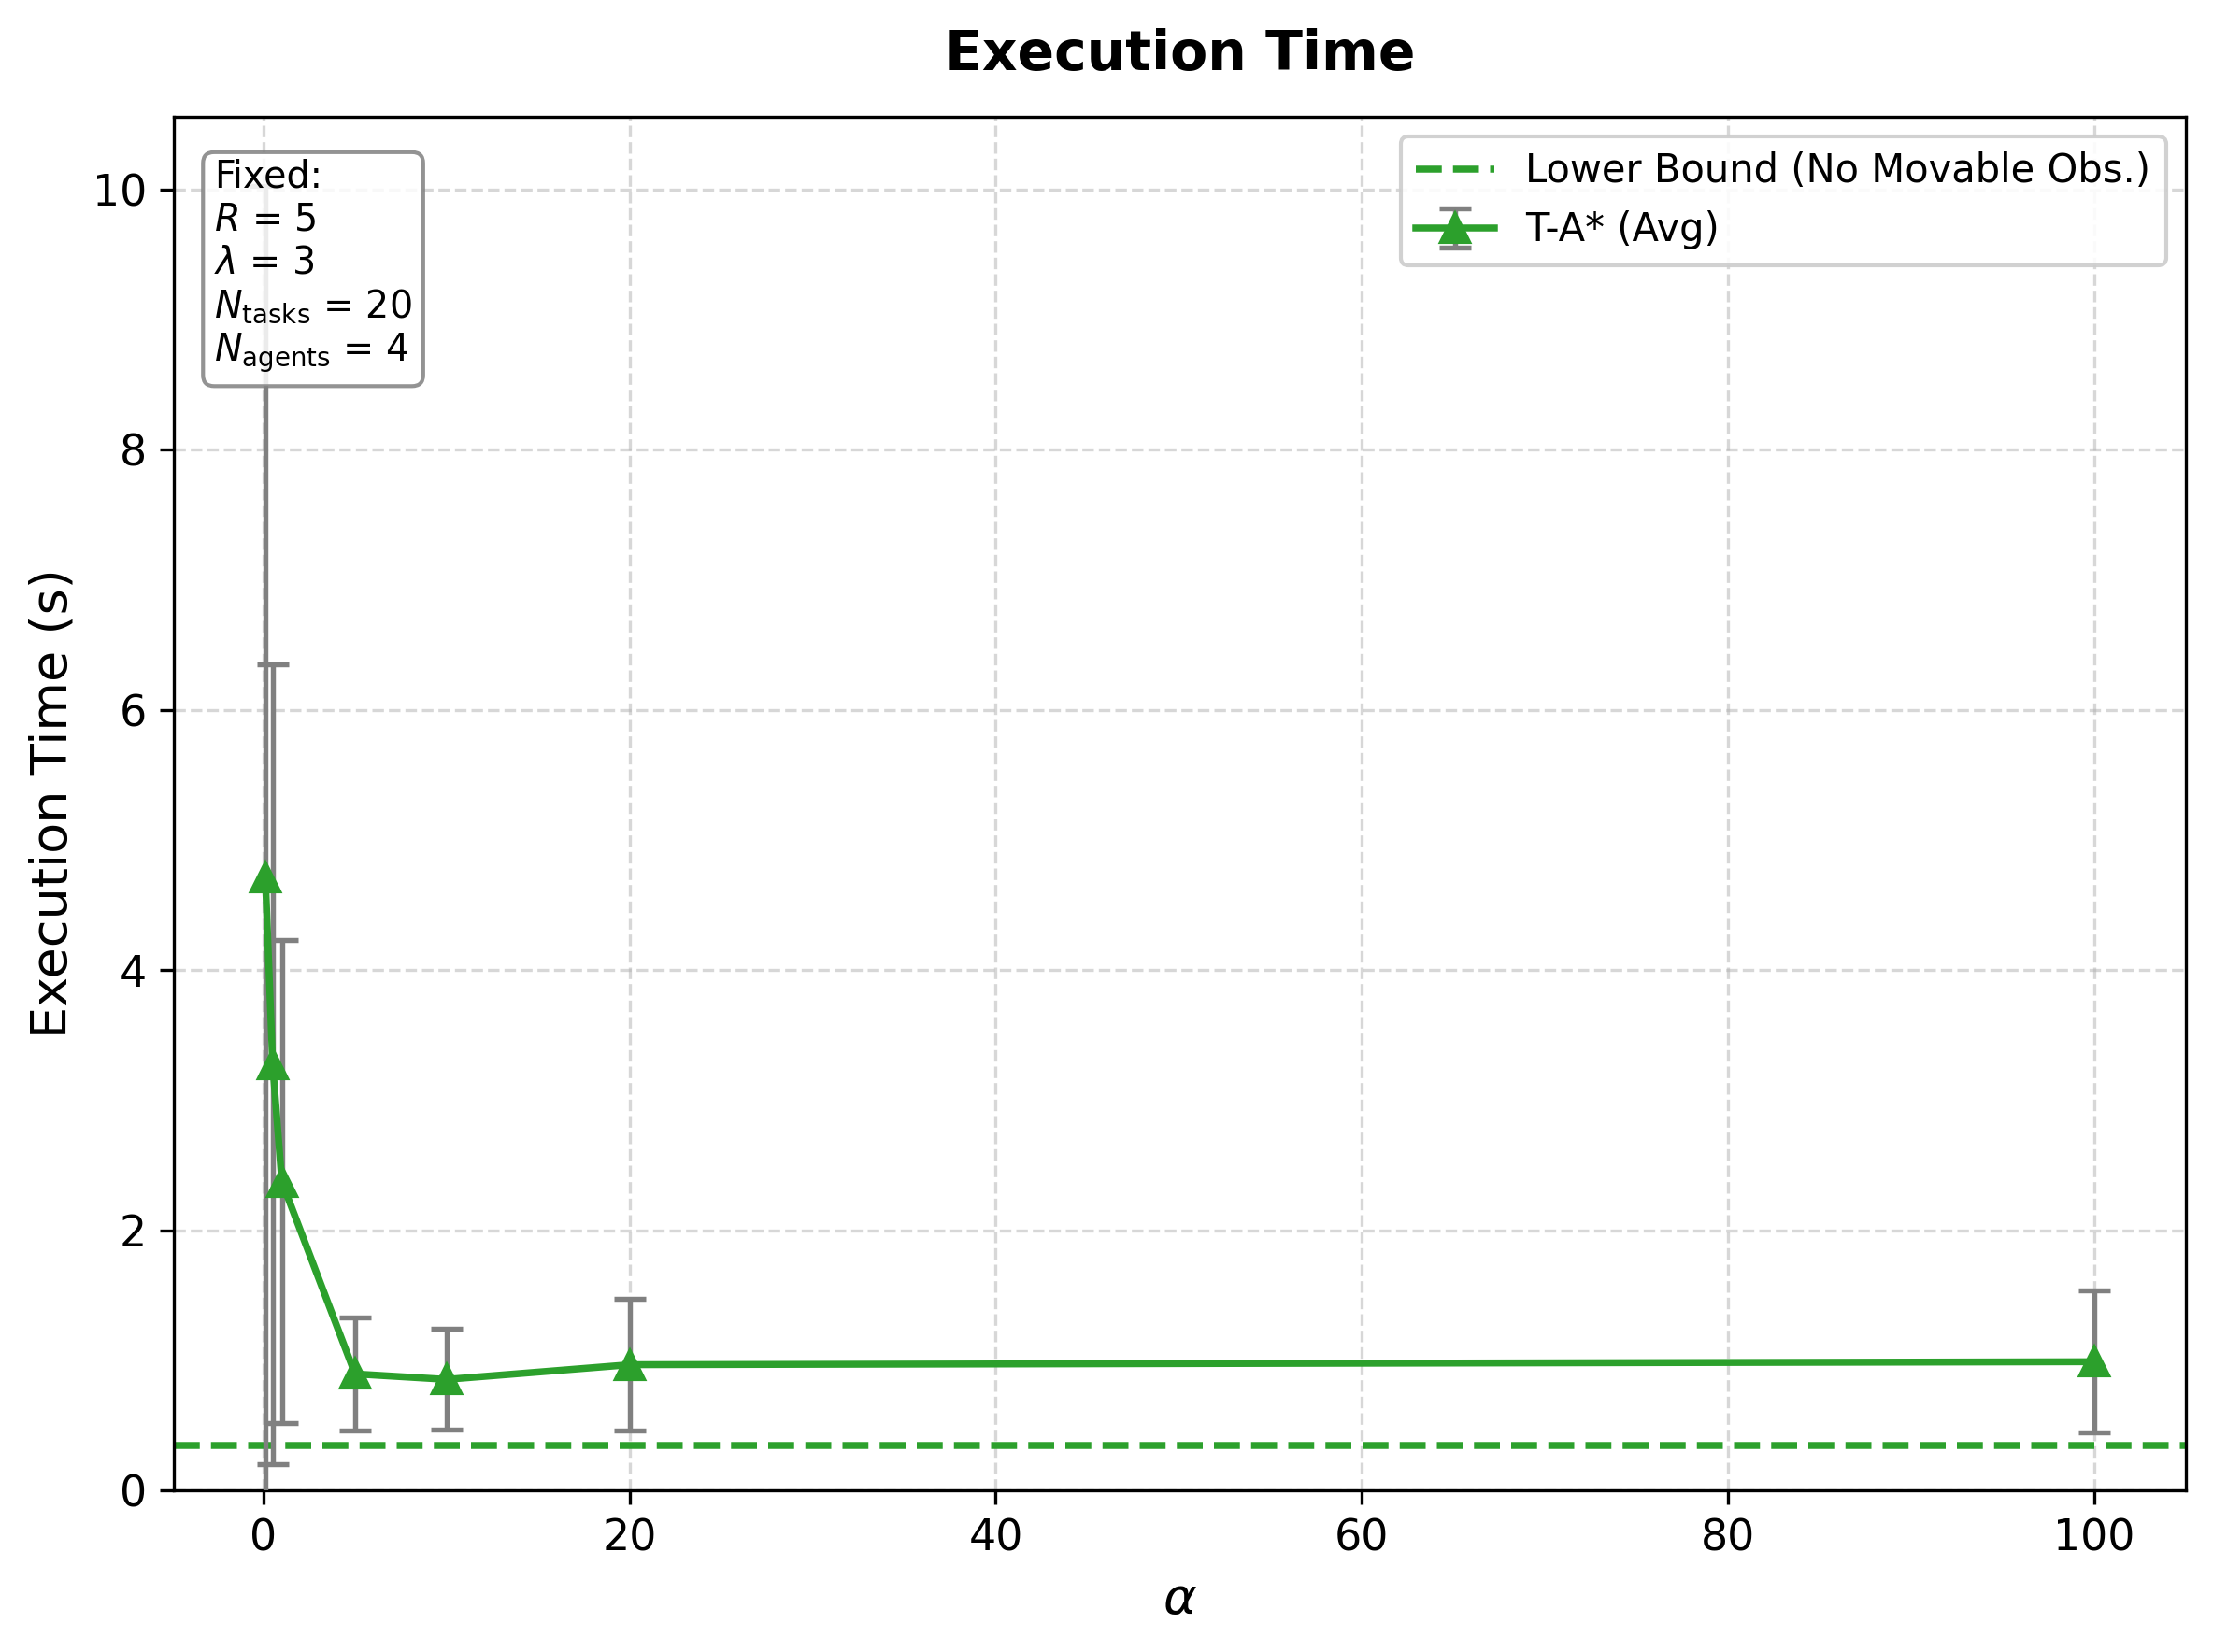 Execution Time
Fixed:
R = 5
λ = 3
N_tasks = 20
N_agents = 4
Lower Bound (No Movable Obs.)
T-A* (Avg)
Execution Time (s)
10
8
6
4
2
0
0 20 40 60 80 100
α